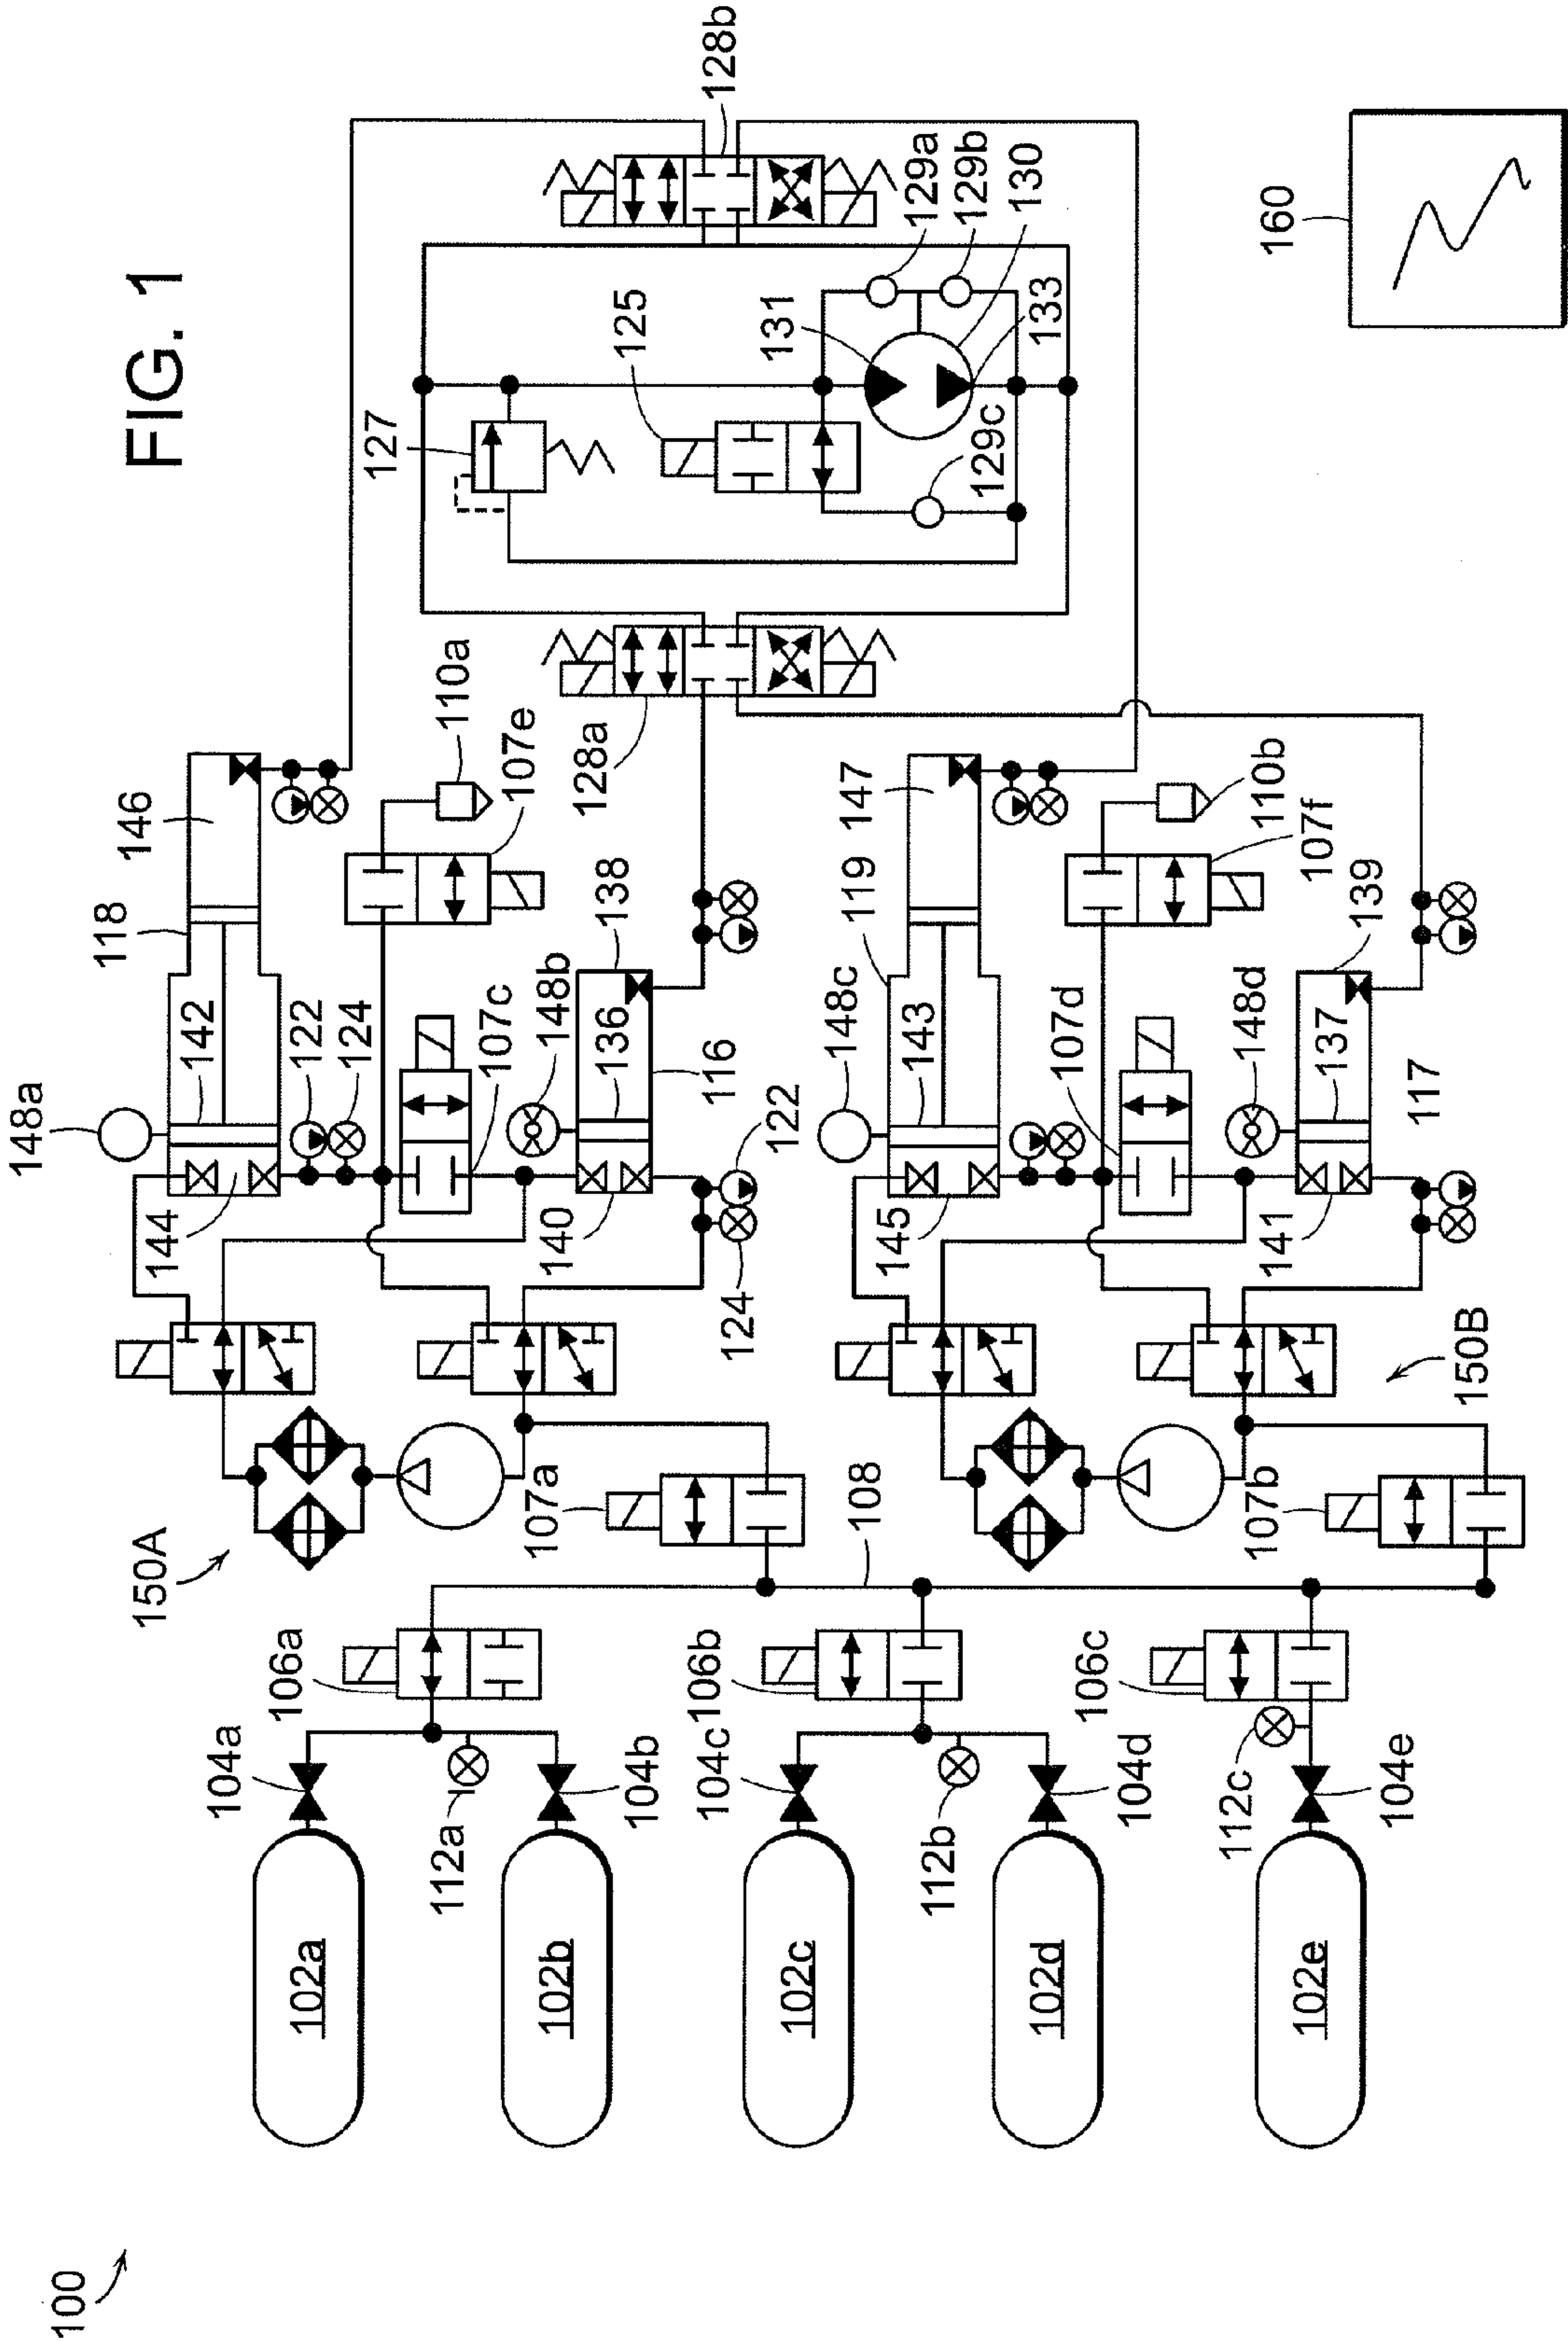 FIG. 1
100
128b
129a
129b
130
133
131
125
129c
127
160
110a
107e
128a
146
118
138
148b
107c
136
116
122
124
142
148a
122
124
144
140
110b
107f
147
119
139
148d
107d
137
117
143
148c
145
141
150B
150A
107a
108
107b
106a
106b
106c
104a
104b
104c
104d
104e
112a
112b
112c
102a
102b
102c
102d
102e